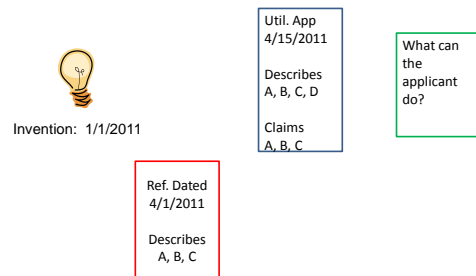 Invention: 1/1/2011
Ref. Dated
4/1/2011
Describes
A, B, C
Util. App
4/15/2011
Describes
A, B, C, D
Claims
A, B, C
What can
the
applicant
do?